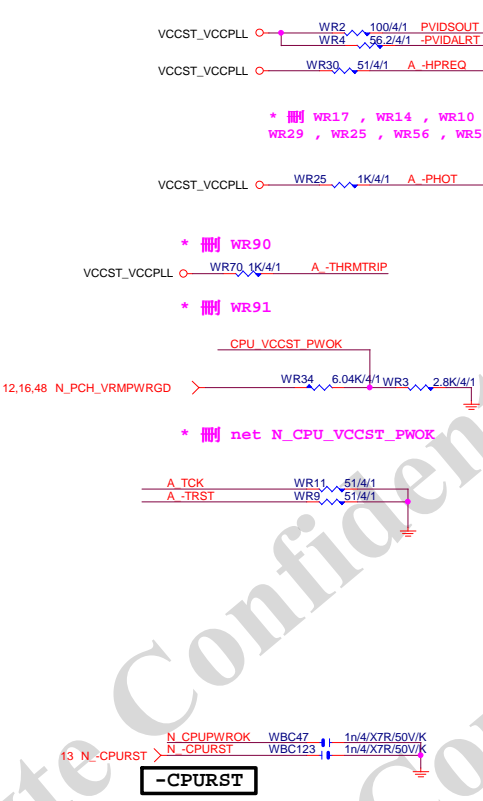 VCCST_VCCPLL WR2 100/4/1 PVIDSOUT
WR4 56.2/4/1 -PVIDALRT
VCCST_VCCPLL WR30 51/4/1 A_-HPREQ
* 刪 WR17 , WR14 , WR10
WR29 , WR25 , WR56 , WR5
VCCST_VCCPLL WR25 1K/4/1 A_-PHOT
* 刪 WR90
VCCST_VCCPLL WR70 1K/4/1 A_-THRMTRIP
* 刪 WR91
CPU_VCCST_PWOK
12,16,48 N_PCH_VRMPWRGD WR34 6.04K/4/1 WR3 2.8K/4/1
* 刪 net N_CPU_VCCST_PWOK
A_TCK WR11 51/4/1
A_-TRST WR9 51/4/1
N_CPUPWROK WBC47 1n/4/X7R/50V/K
13 N_-CPURST N_-CPURST WBC123 1n/4/X7R/50V/K
-CPURST
te Confiden
Con